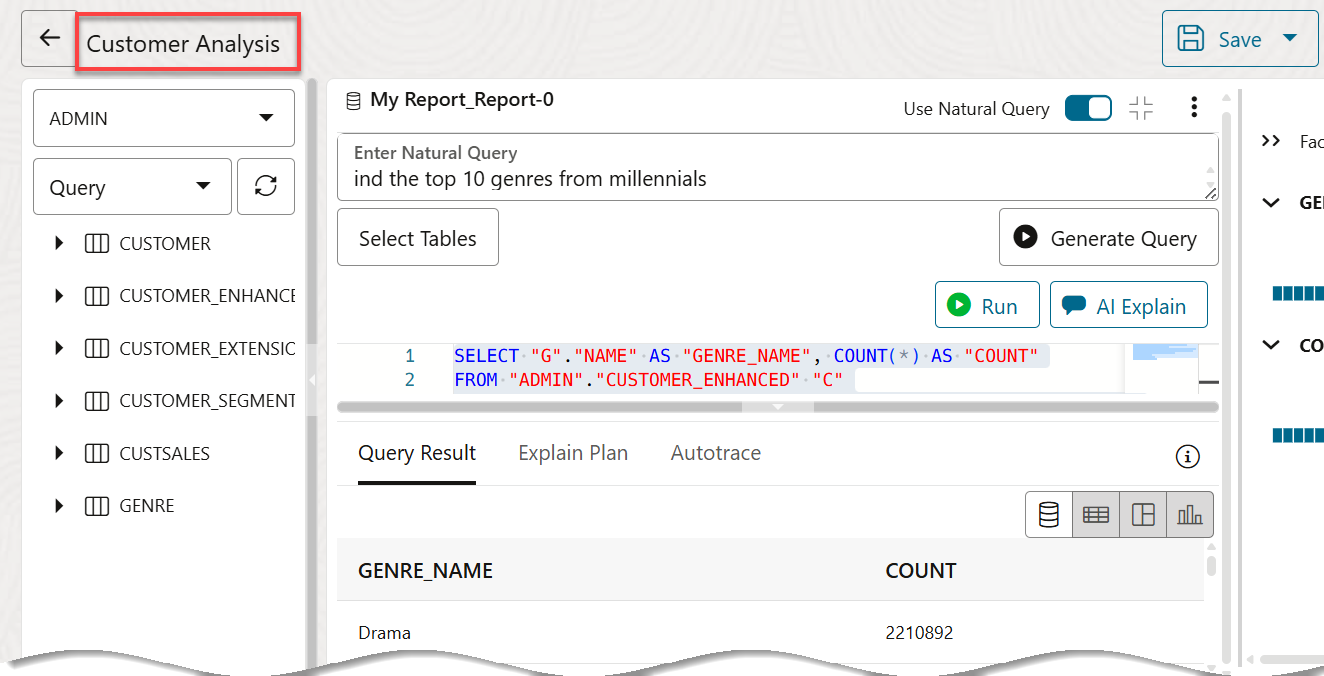 Customer Analysis
Save
ADMIN
Query
CUSTOMER
CUSTOMER_ENHANCE
CUSTOMER_EXTENSIO
CUSTOMER_SEGMENT
CUSTSALES
GENRE
My Report_Report-0
Use Natural Query
Enter Natural Query
ind the top 10 genres from millennials
Select Tables
Generate Query
Run
AI Explain
1 SELECT "G"."NAME" AS "GENRE_NAME", COUNT(*) AS "COUNT"
2 FROM "ADMIN"."CUSTOMER_ENHANCED" "C"
Query Result Explain Plan Autotrace
GENRE_NAME COUNT
Drama 2210892
Fac
GE
CO